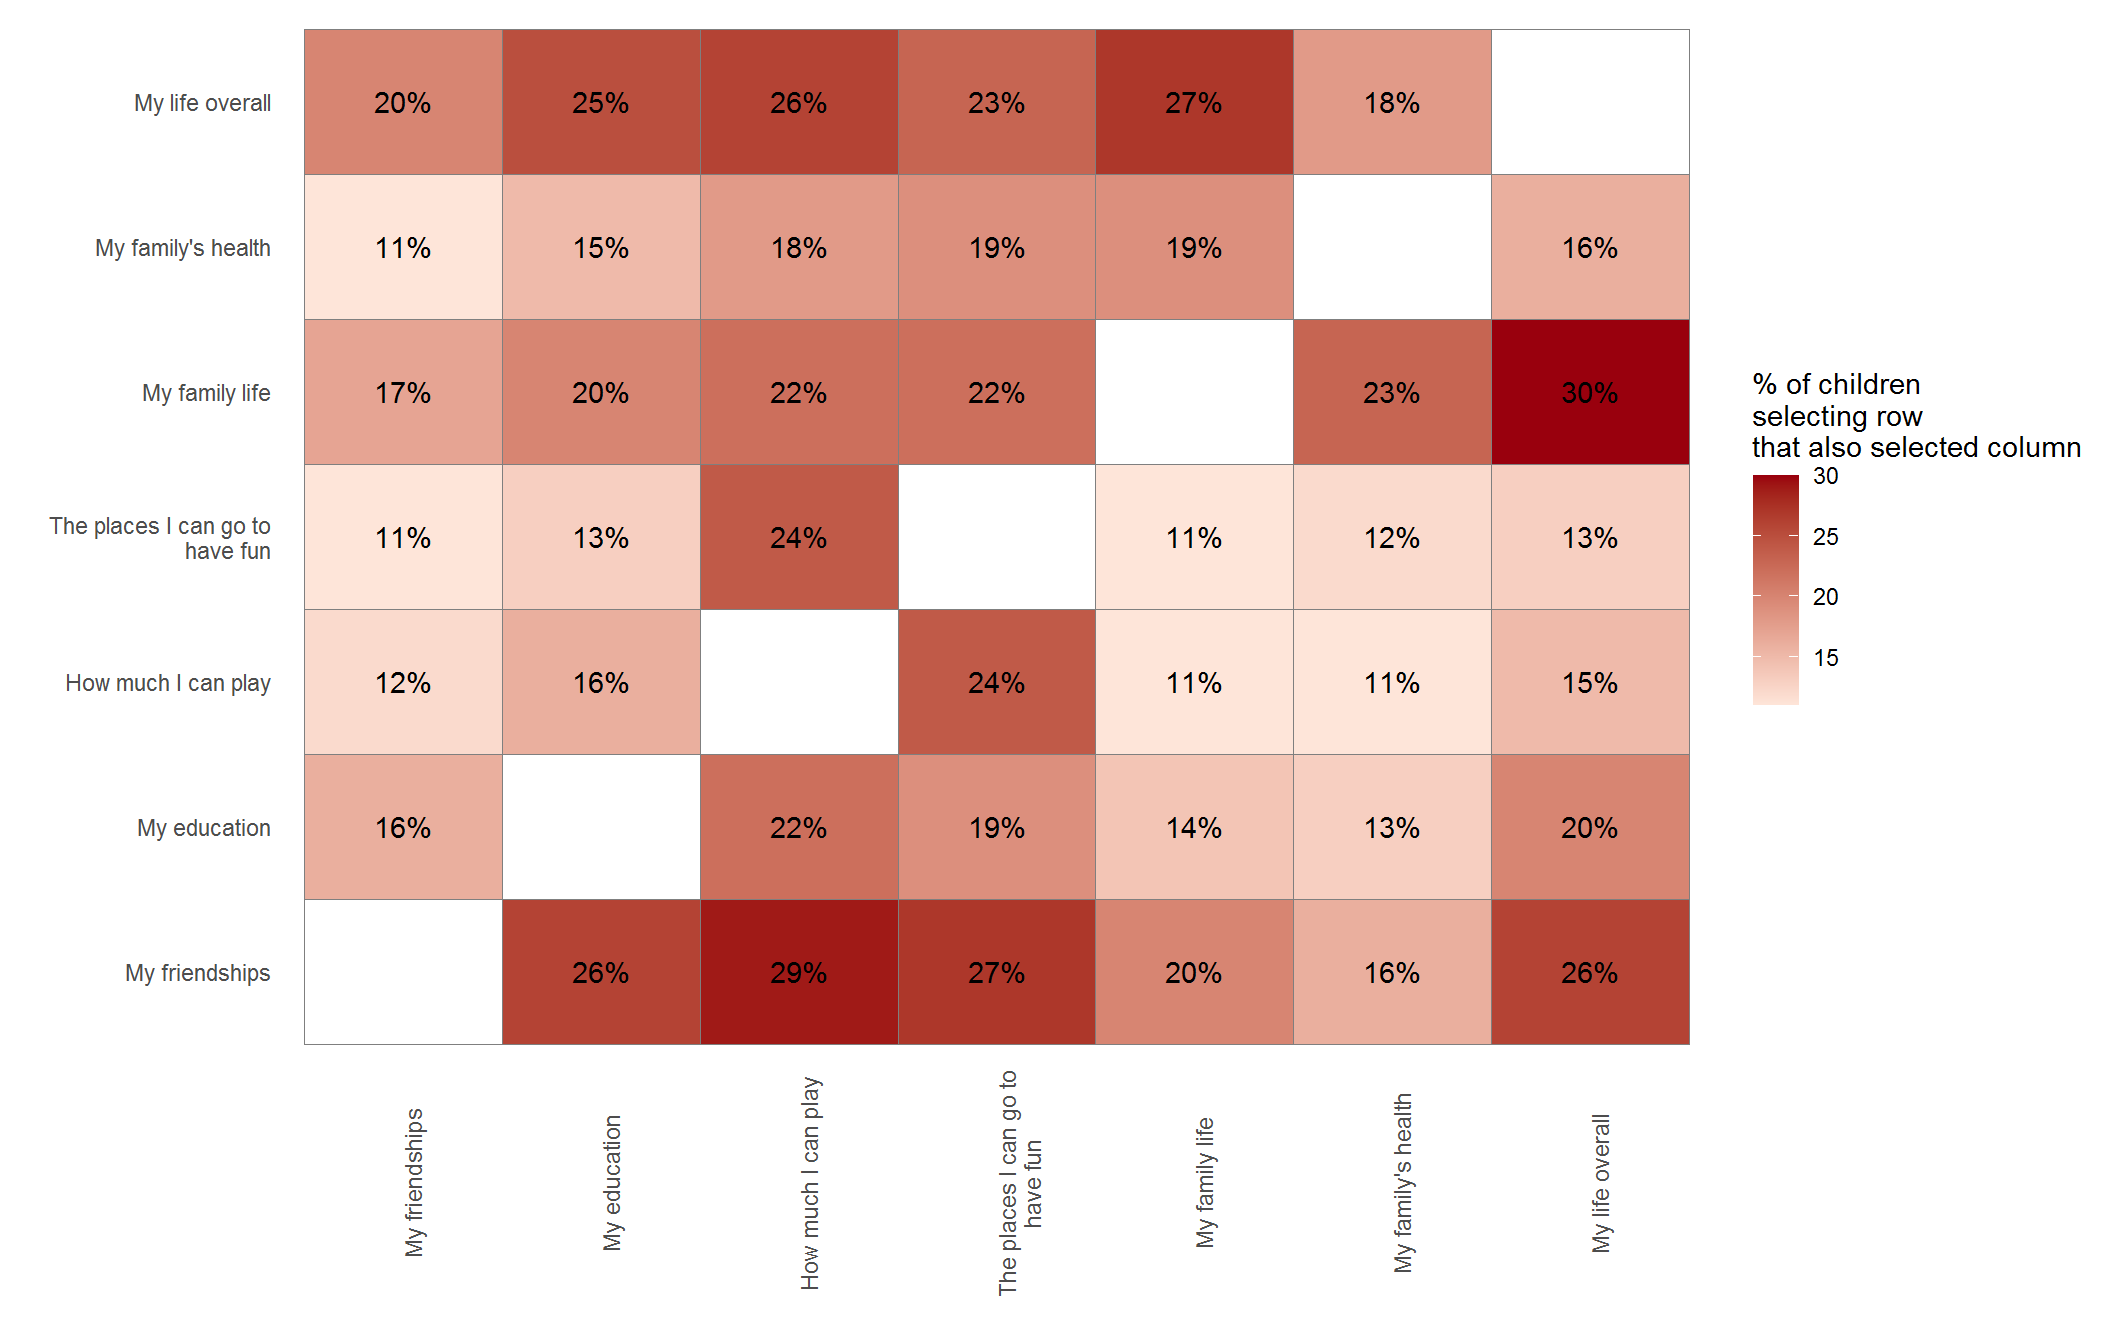 My life overall
20%
25%
26%
23%
27%
18%
My family's health
11%
15%
18%
19%
19%
16%
My family life
17%
20%
22%
22%
23%
30%
The places I can go to
have fun
11%
13%
24%
11%
12%
13%
How much I can play
12%
16%
24%
11%
11%
15%
My education
16%
22%
19%
14%
13%
20%
My friendships
26%
29%
27%
20%
16%
26%
My friendships
My education
How much I can play
The places I can go to
have fun
My family life
My family's health
My life overall
% of children
selecting row
that also selected column
30
25
20
15